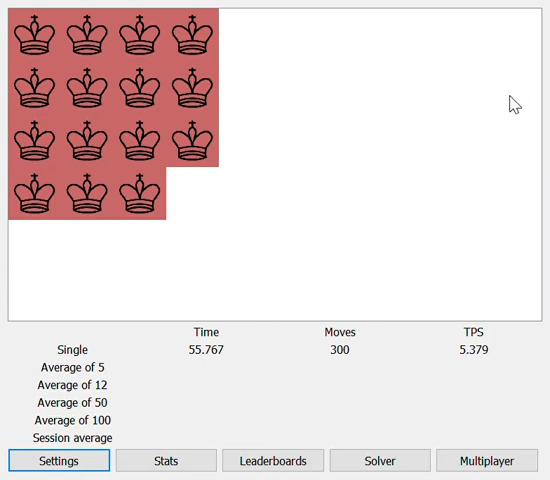 Time Moves TPS
Single 55.767 300 5.379
Average of 5
Average of 12
Average of 50
Average of 100
Session average
Settings Stats Leaderboards Solver Multiplayer